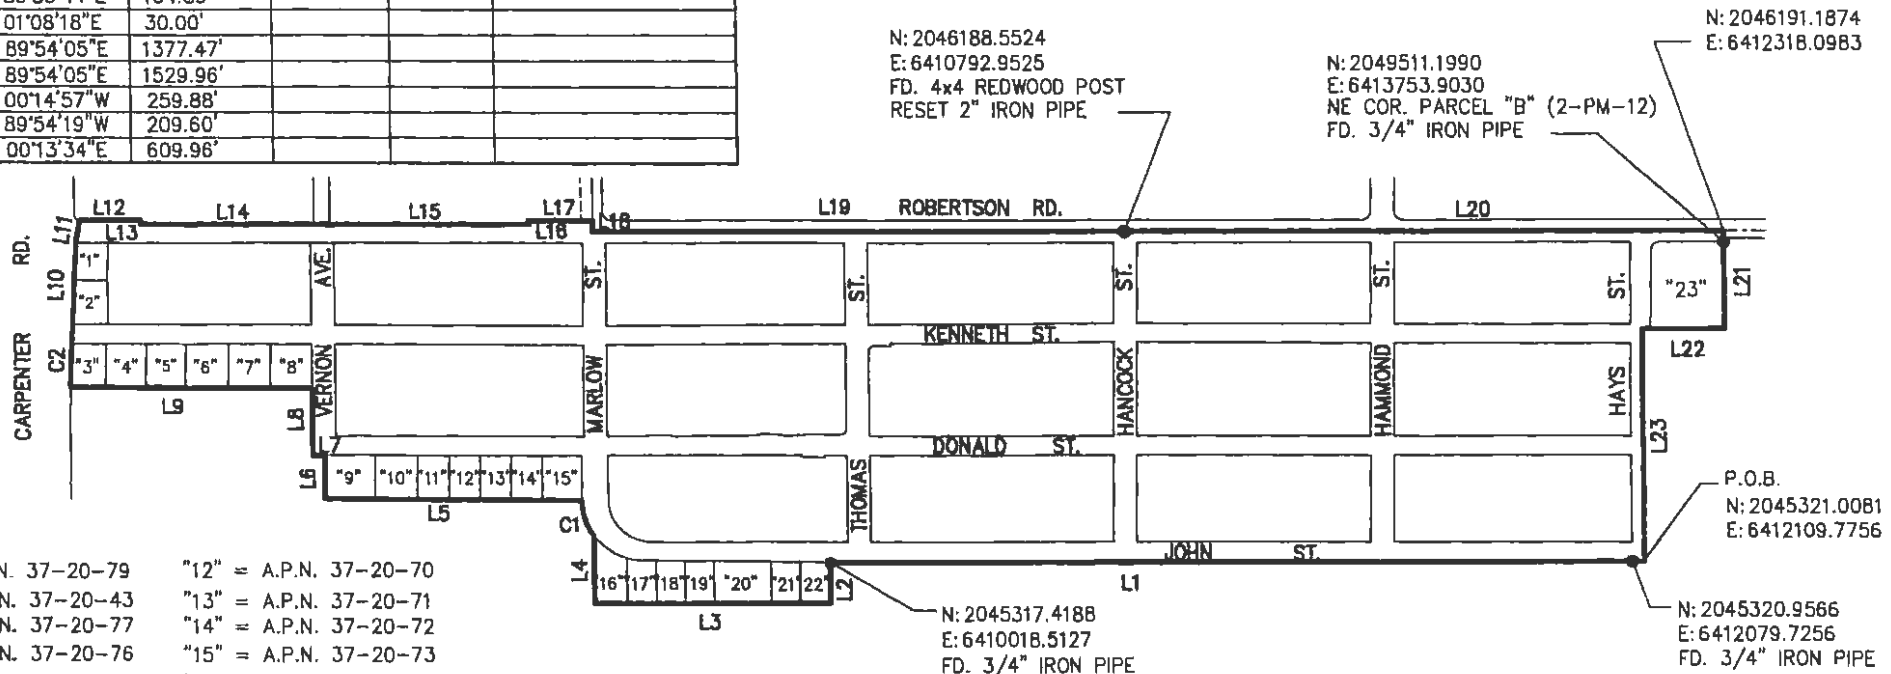 01°08'18"E 30.00'
89°54'05"E 1377.47'
89°54'05"E 1529.96'
00°14'57"W 259.88'
89°54'19"W 209.60'
00°13'34"E 609.96'
N: 2046188.5524
E: 6410792.9525
FD. 4x4 REDWOOD POST
RESET 2" IRON PIPE
N: 2049511.1990
E: 6413753.9030
NE COR. PARCEL "B" (2-PM-12)
FD. 3/4" IRON PIPE
N: 2046191.1874
E: 6412318.0983
L12
L14
L15
L17
L18
L19
ROBERTSON RD.
L20
L11
L13
L16
RD.
CARPENTER
L10
C2
"1"
"2"
"3"
"4"
"5"
"6"
"7"
"8"
AVE.
VERNON
ST.
MARLOW
ST.
THOMAS
ST.
HANCOCK
ST.
HAMMOND
ST.
HAYS
"23"
L21
L22
L23
KENNETH ST.
L9
L8
L7
L6
"9"
"10"
"11"
"12"
"13"
"14"
"15"
L5
C1
L4
DONALD ST.
JOHN ST.
"16"
"17"
"18"
"19"
"20"
"21"
"22"
L2
L1
L3
P.O.B.
N: 2045321.0081
E: 6412109.7756
N: 2045317.4188
E: 6410018.5127
FD. 3/4" IRON PIPE
N: 2045320.9566
E: 6412079.7256
FD. 3/4" IRON PIPE
N. 37-20-79 "12" = A.P.N. 37-20-70
N. 37-20-43 "13" = A.P.N. 37-20-71
N. 37-20-77 "14" = A.P.N. 37-20-72
N. 37-20-76 "15" = A.P.N. 37-20-73